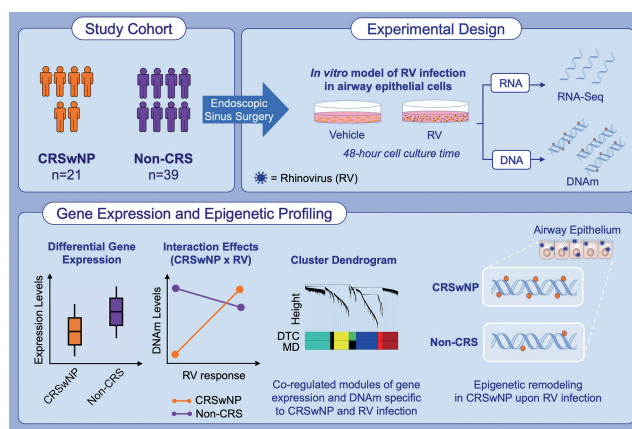 Study Cohort
CRSwNP
n=21
Non-CRS
n=39
Endoscopic
Sinus Surgery
Experimental Design
In vitro model of RV infection
in airway epithelial cells
Vehicle
RV
48-hour cell culture time
= Rhinovirus (RV)
RNA
RNA-Seq
DNA
DNAm
Gene Expression and Epigenetic Profiling
Differential Gene
Expression
Expression Levels
CRSwNP
Non-CRS
Interaction Effects
(CRSwNP x RV)
DNAm Levels
RV response
CRSwNP
Non-CRS
Cluster Dendrogram
Height
DTC
MD
Co-regulated modules of gene
expression and DNAm specific
to CRSwNP and RV infection
Airway Epithelium
CRSwNP
Non-CRS
Epigenetic remodeling
in CRSwNP upon RV infection